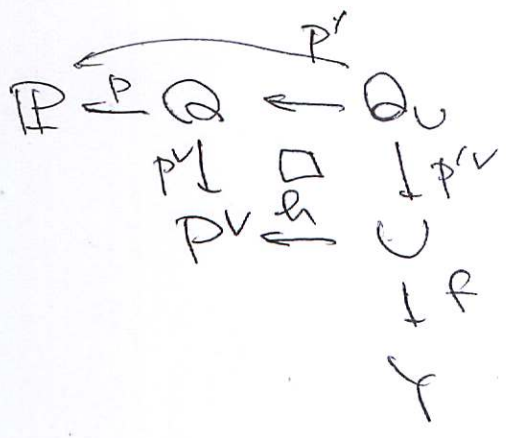 p'
ℙ ← p Q ← Q_U
p^∨ ↓ □ ↓ p'^∨
P^∨ ← h U
↓ f
Y